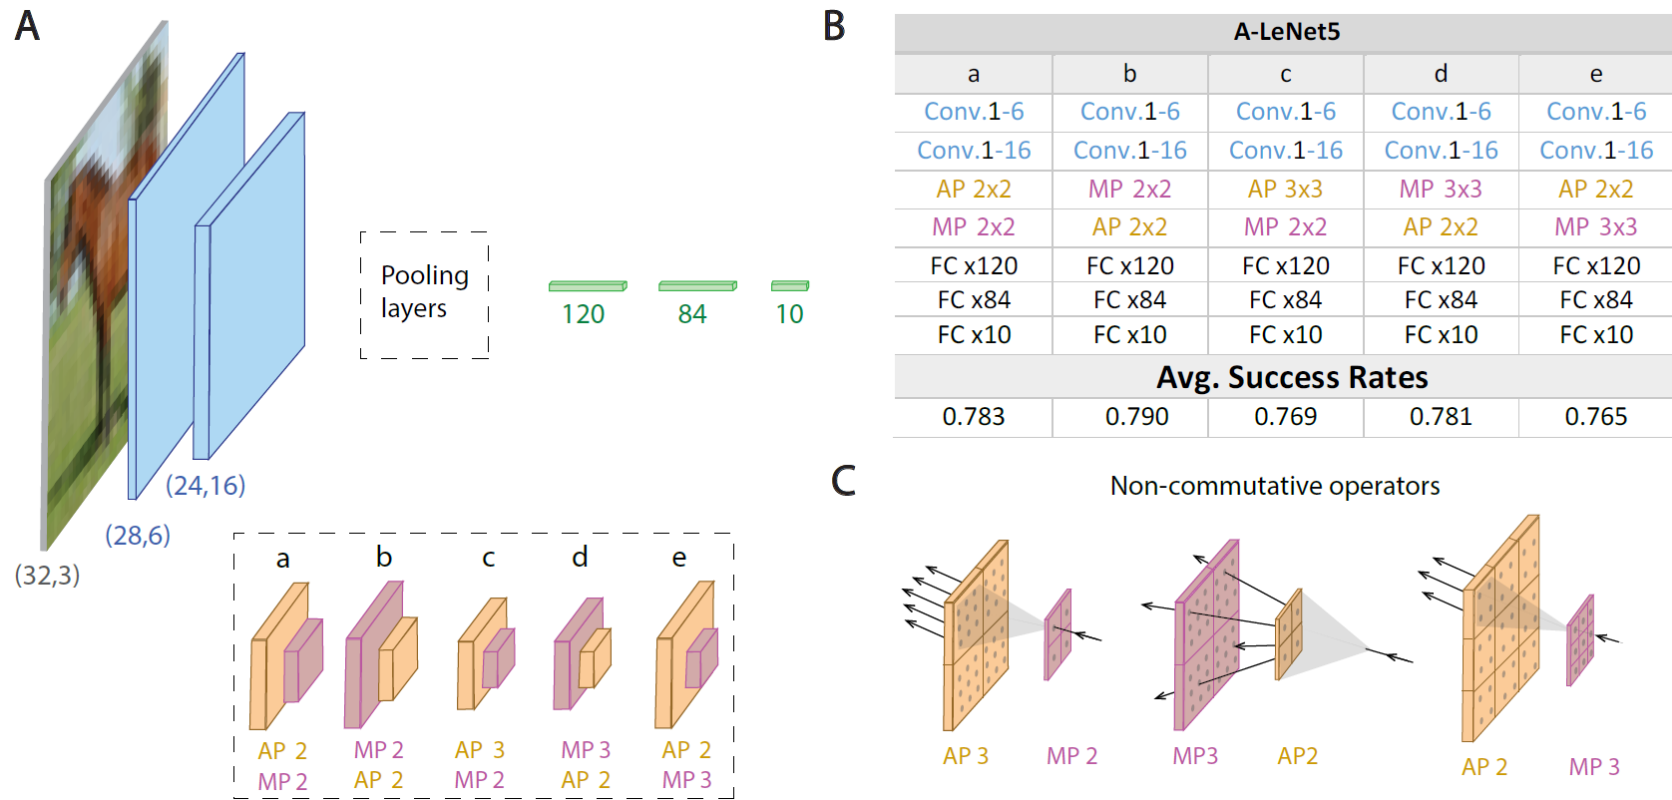 A
(32,3)
(28,6)
(24,16)
Pooling
layers
120 84 10
a b c d e
AP 2 MP 2 AP 3 MP 3 AP 2
MP 2 AP 2 MP 2 AP 2 MP 3
B
A-LeNet5
a b c d e
Conv.1-6 Conv.1-6 Conv.1-6 Conv.1-6 Conv.1-6
Conv.1-16 Conv.1-16 Conv.1-16 Conv.1-16 Conv.1-16
AP 2x2 MP 2x2 AP 3x3 MP 3x3 AP 2x2
MP 2x2 AP 2x2 MP 2x2 AP 2x2 MP 3x3
FC x120 FC x120 FC x120 FC x120 FC x120
FC x84 FC x84 FC x84 FC x84 FC x84
FC x10 FC x10 FC x10 FC x10 FC x10
Avg. Success Rates
0.783 0.790 0.769 0.781 0.765
C
Non-commutative operators
AP 3 MP 2 MP3 AP2 AP 2 MP 3